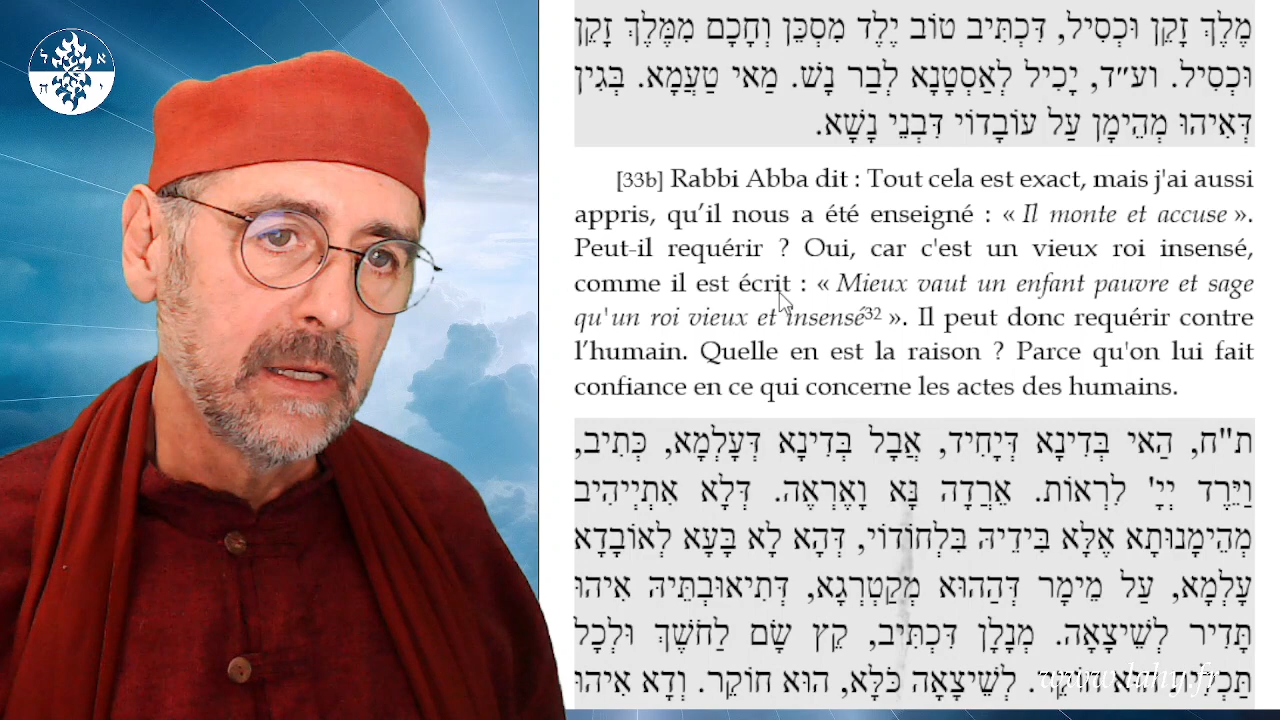 א
ל
ה
י
מֶלֶךְ זָקֵן וּכְסִיל, דִּכְתִּיב טוֹב יֶלֶד מִסְכֵּן וְחָכָם מִמֶּלֶךְ זָקֵן
וּכְסִיל. וע״ד, יָכִיל לְאַסְטָנָא לְבַר נָשׁ. מַאי טַעֲמָא. בְּגִין
דְּאִיהוּ מְהֵימָן עַל עוֹבָדוֹי דִּבְנֵי נָשָׁא.
[33b] Rabbi Abba dit : Tout cela est exact, mais j'ai aussi
appris, qu’il nous a été enseigné : « Il monte et accuse ».
Peut-il requérir ? Oui, car c'est un vieux roi insensé,
comme il est écrit : « Mieux vaut un enfant pauvre et sage
qu'un roi vieux et insensé³² ». Il peut donc requérir contre
l’humain. Quelle en est la raison ? Parce qu'on lui fait
confiance en ce qui concerne les actes des humains.
ת"ח, הַאי בְּדִינָא דְּיָחִיד, אֲבָל בְּדִינָא דְּעָלְמָא, כְּתִיב,
וַיֵּרֶד יְיָ' לִרְאוֹת. אֵרֲדָה נָּא וָאֶרְאֶה. דְּלָא אִתְיְיהִיב
מְהֵימָנוּתָא אֶלָּא בִּידֵיהּ בִּלְחוֹדוֹי, דְּהָא לָא בָּעָא לְאוֹבָדָא
עָלְמָא, עַל מֵימַר דְּהַהוּא מְקַטְרְגָא, דְּתִיאוּבְתֵּיהּ אִיהוּ
תָּדִיר לְשֵׁיצָאָה. מְנָלָן דִּכְתִּיב, קֵץ שָׂם לַחֹשֶׁךְ וּלְכָל
תַּכְלִית הוּא חוֹקֵר. לְשֵׁיצָאָה כֹּלָּא, הוּא חוֹקֵר. וְדָא אִיהוּ
www.lahy.fr